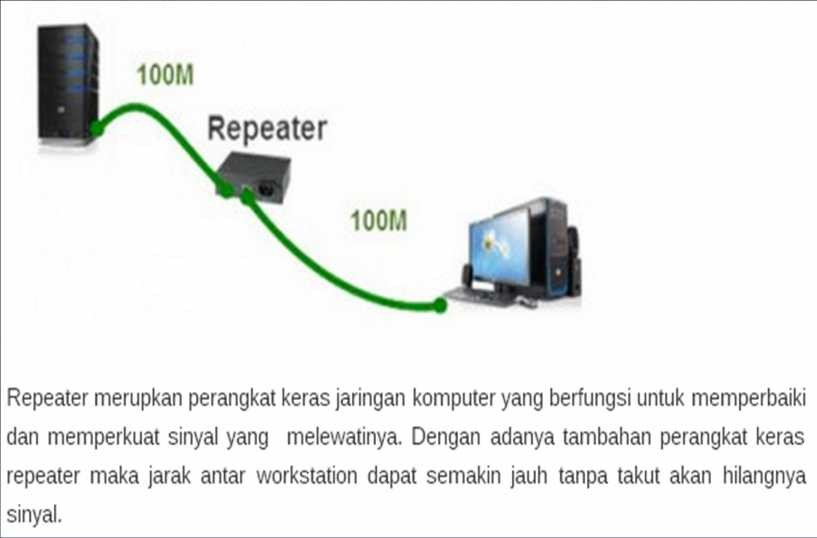 100M
Repeater
100M
Repeater merupkan perangkat keras jaringan komputer yang berfungsi untuk memperbaiki
dan memperkuat sinyal yang melewatinya. Dengan adanya tambahan perangkat keras
repeater maka jarak antar workstation dapat semakin jauh tanpa takut akan hilangnya
sinyal.